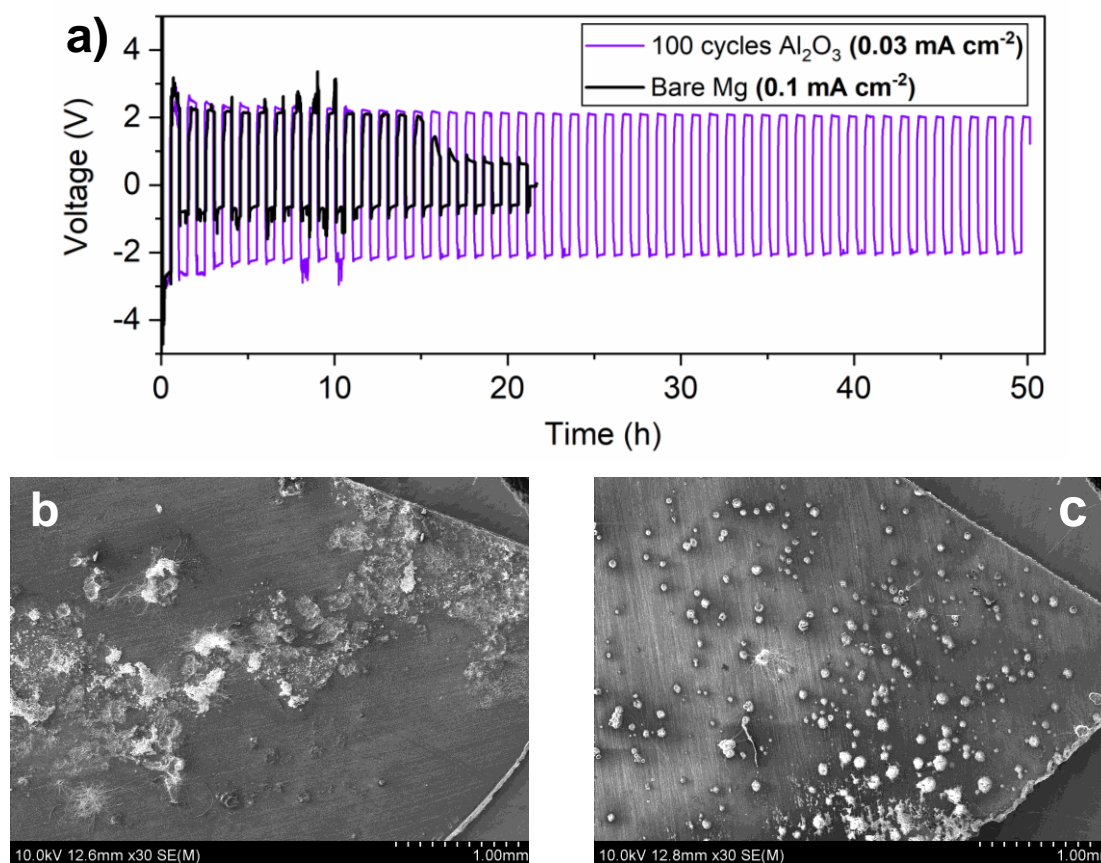 a)
100 cycles Al₂O₃ (0.03 mA cm⁻²)
Bare Mg (0.1 mA cm⁻²)
Voltage (V)
4
2
0
-2
-4
0 10 20 30 40 50
Time (h)
b
10.0kV 12.6mm x30 SE(M) 1.00mm
c
10.0kV 12.8mm x30 SE(M) 1.00mm